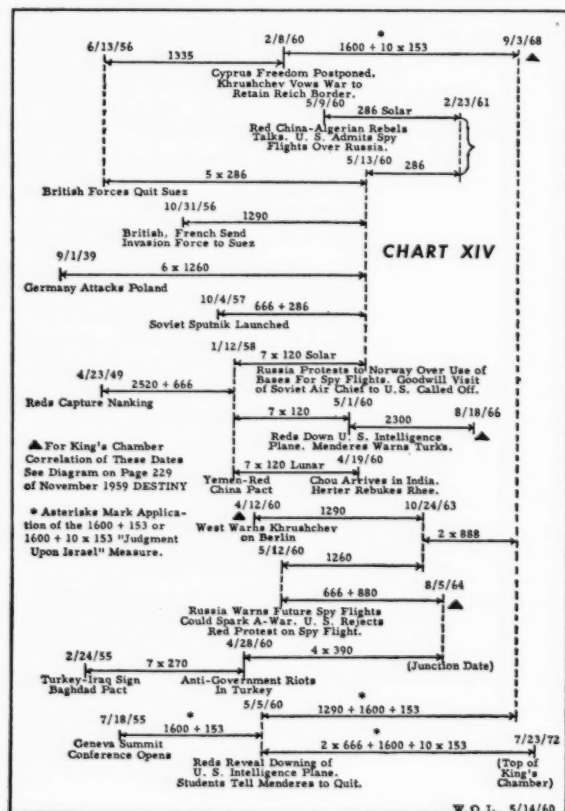 6/13/56
2/8/60
*
9/3/68
1335
1600 + 10 x 153
▲
Cyprus Freedom Postponed.
Khrushchev Vows War to
Retain Reich Border.
5/9/60
286 Solar
2/23/61
Red China-Algerian Rebels
Talks. U. S. Admits Spy
Flights Over Russia.
5/13/60
286
5 x 286
British Forces Quit Suez
10/31/56
1290
British, French Send
Invasion Force to Suez
CHART XIV
9/1/39
6 x 1260
Germany Attacks Poland
10/4/57
666 + 286
Soviet Sputnik Launched
1/12/58
7 x 120 Solar
Russia Protests to Norway Over Use of
Bases For Spy Flights. Goodwill Visit
of Soviet Air Chief to U.S. Called Off.
4/23/49
2520 + 666
Reds Capture Nanking
5/1/60
7 x 120
2300
8/18/66
▲
Reds Down U. S. Intelligence
Plane. Menderes Warns Turks.
▲ For King's Chamber
Correlation of These Dates
See Diagram on Page 229
of November 1959 DESTINY
7 x 120 Lunar
4/19/60
Yemen-Red
China Pact
Chou Arrives in India.
Herter Rebukes Rhee.
* Asterisks Mark Applica-
tion of the 1600 + 153 or
1600 + 10 x 153 "Judgment
Upon Israel" Measure.
4/12/60
▲
1290
10/24/63
West Warns Khrushchev
on Berlin
2 x 888
5/12/60
1260
666 + 880
8/5/64
▲
Russia Warns Future Spy Flights
Could Spark A-War. U. S. Rejects
Red Protest on Spy Flight.
2/24/55
4/28/60
4 x 390
7 x 270
(Junction Date)
Turkey-Iraq Sign
Baghdad Pact
Anti-Government Riots
In Turkey
5/5/60
*
1290 + 1600 + 153
7/18/55
*
1600 + 153
*
2 x 666 + 1600 + 10 x 153
7/23/72
Geneva Summit
Conference Opens
Reds Reveal Downing of
U. S. Intelligence Plane.
Students Tell Menderes to Quit.
(Top of
King's
Chamber)
W. O. I. 5/14/60